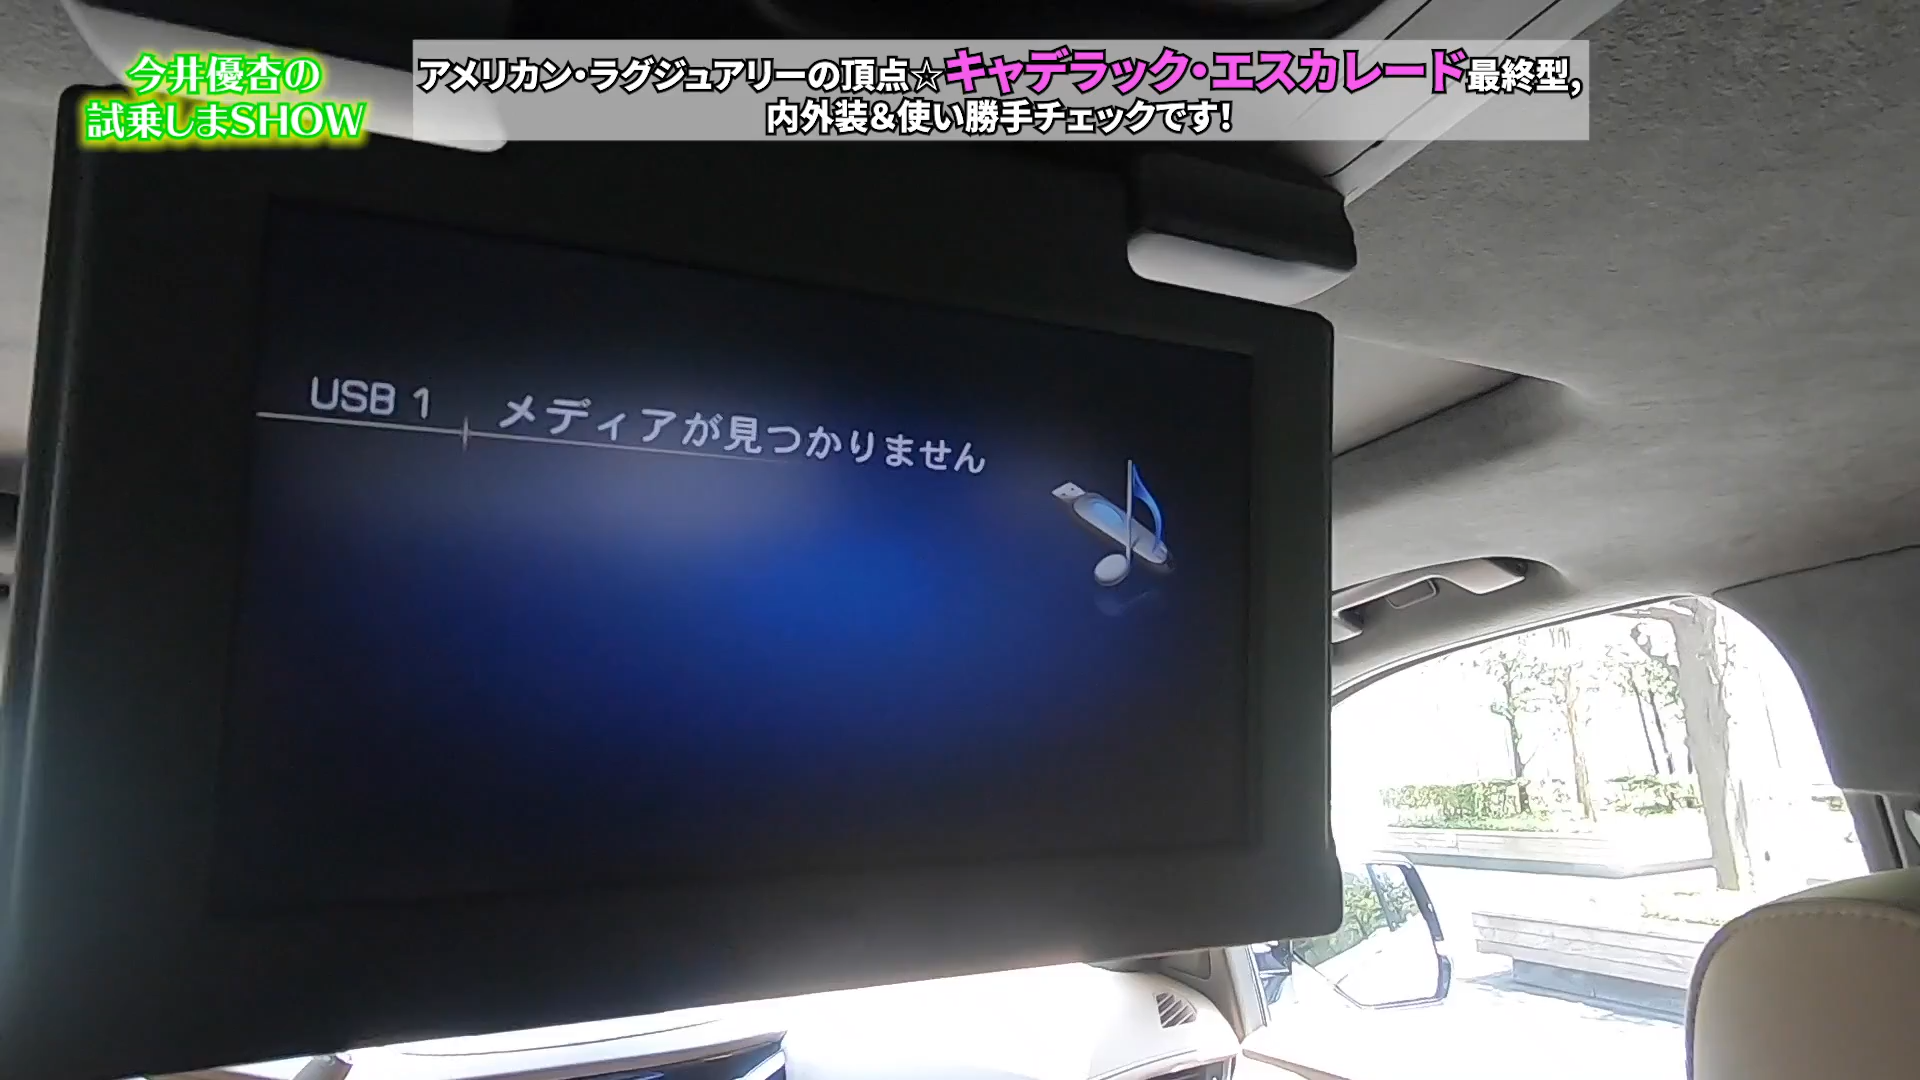 今井優杏の
試乗しまSHOW
アメリカン・ラグジュアリーの頂点☆キャデラック・エスカレード最終型,
内外装&使い勝手チェックです!
USB 1 メディアが見つかりません